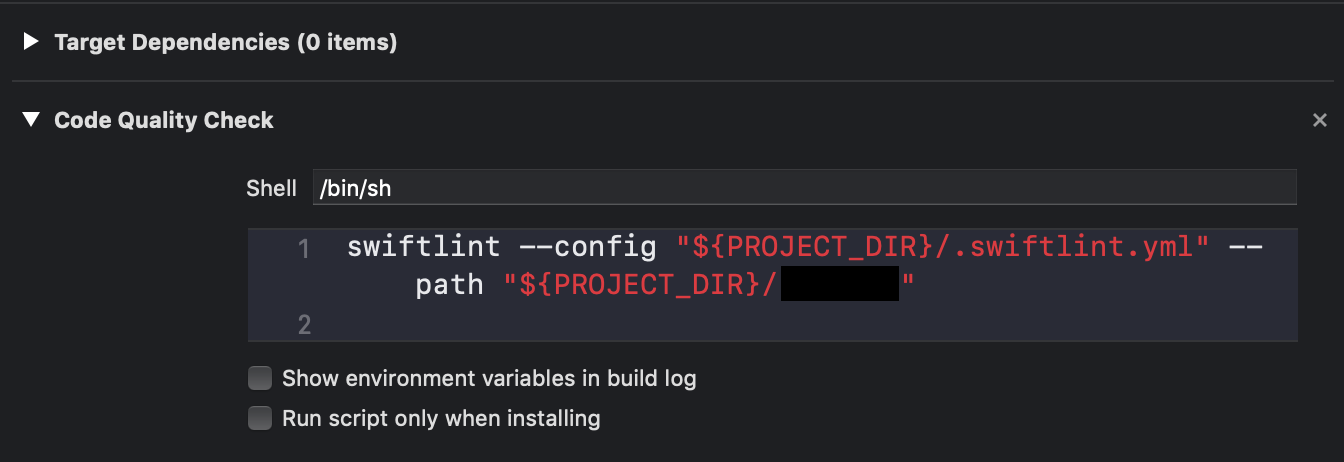 Target Dependencies (0 items)
Code Quality Check
Shell /bin/sh
1 swiftlint --config "${PROJECT_DIR}/.swiftlint.yml" --
path "${PROJECT_DIR}/ "
2
Show environment variables in build log
Run script only when installing